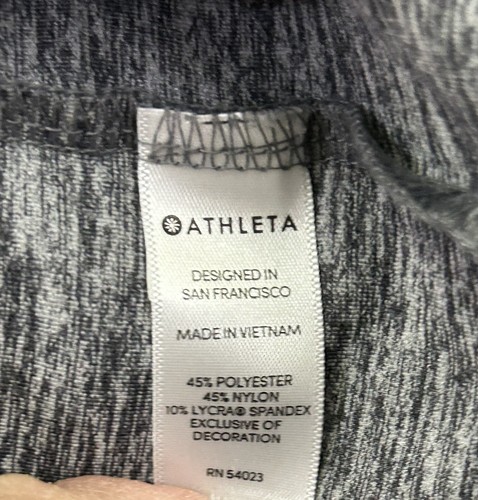 ATHLETA
DESIGNED IN
SAN FRANCISCO
MADE IN VIETNAM
45% POLYESTER
45% NYLON
10% LYCRA® SPANDEX
EXCLUSIVE OF
DECORATION
RN 54023